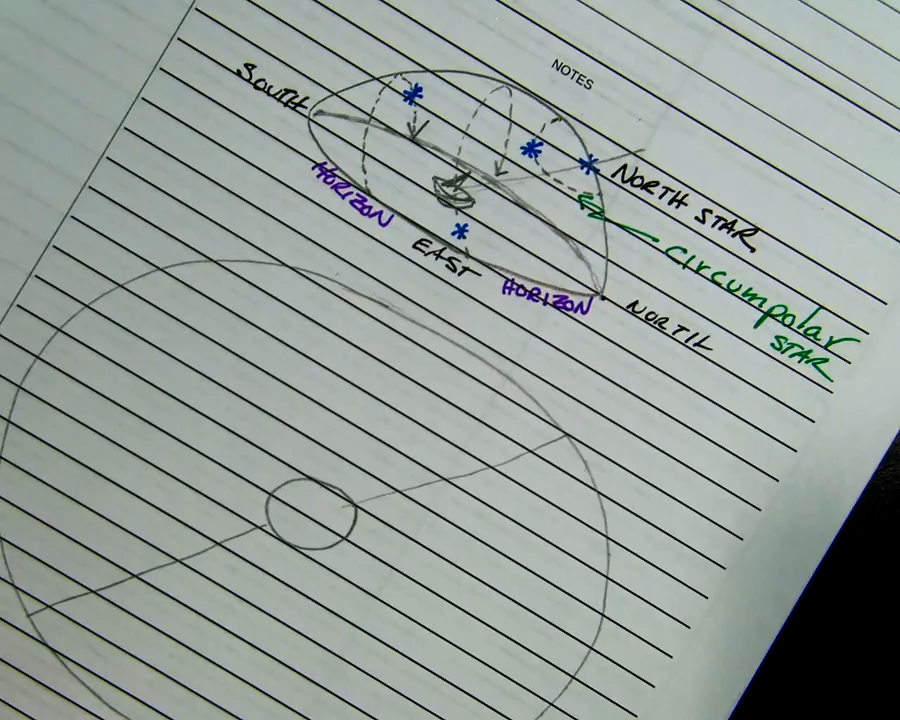 NOTES
SOUTH
HORIZON
EAST
HORIZON
NORTH
NORTH STAR
circumpolar
STAR